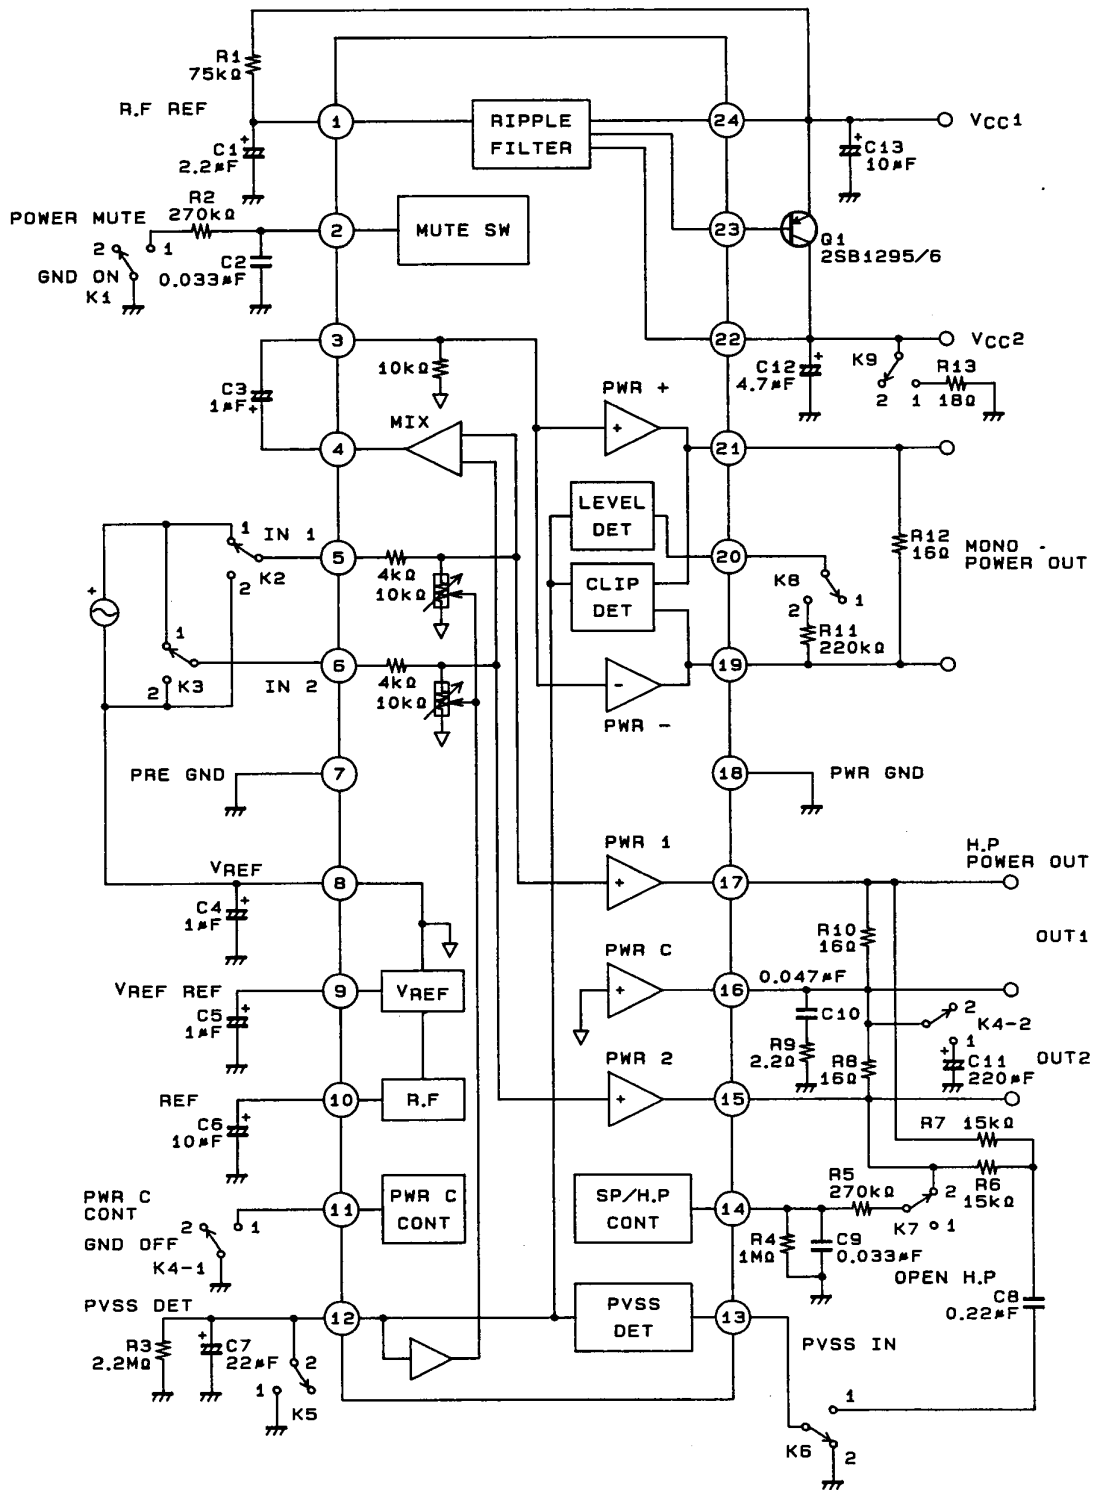 R1
75kΩ
R.F REF
1
RIPPLE
FILTER
24
VCC1
C1
2.2µF
+
C13
10µF
+
R2
270kΩ
POWER MUTE
2
1
GND ON
K1
C2
0.033µF
2
MUTE SW
23
Q1
2SB1295/6
3
10kΩ
22
VCC2
C3
1µF
+
C12
4.7µF
+
K9
2
1
R13
18Ω
MIX
4
PWR +
+
21
LEVEL
DET
R12
16Ω
MONO
POWER OUT
1
IN 1
5
K2
2
4kΩ
10kΩ
20
K8
2
1
CLIP
DET
R11
220kΩ
+
1
K3
2
IN 2
6
4kΩ
10kΩ
19
-
PWR -
PRE GND
7
18
PWR GND
PWR 1
+
17
H.P
POWER OUT
VREF
8
C4
1µF
+
R10
16Ω
OUT1
PWR C
+
16
0.047µF
C10
VREF REF
9
VREF
C5
1µF
+
2
K4-2
1
R9
2.2Ω
R8
16Ω
C11
220µF
+
OUT2
PWR 2
+
15
REF
10
R.F
C6
10µF
+
R7
15kΩ
R6
15kΩ
PWR C
CONT
2
1
GND OFF
K4-1
11
PWR C
CONT
SP/H.P
CONT
14
R5
270kΩ
2
K7
1
R4
1MΩ
C9
0.033µF
OPEN H.P
C8
0.22µF
PVSS DET
12
PVSS
DET
13
PVSS IN
R3
2.2MΩ
C7
22µF
+
2
1
K5
1
K6
2